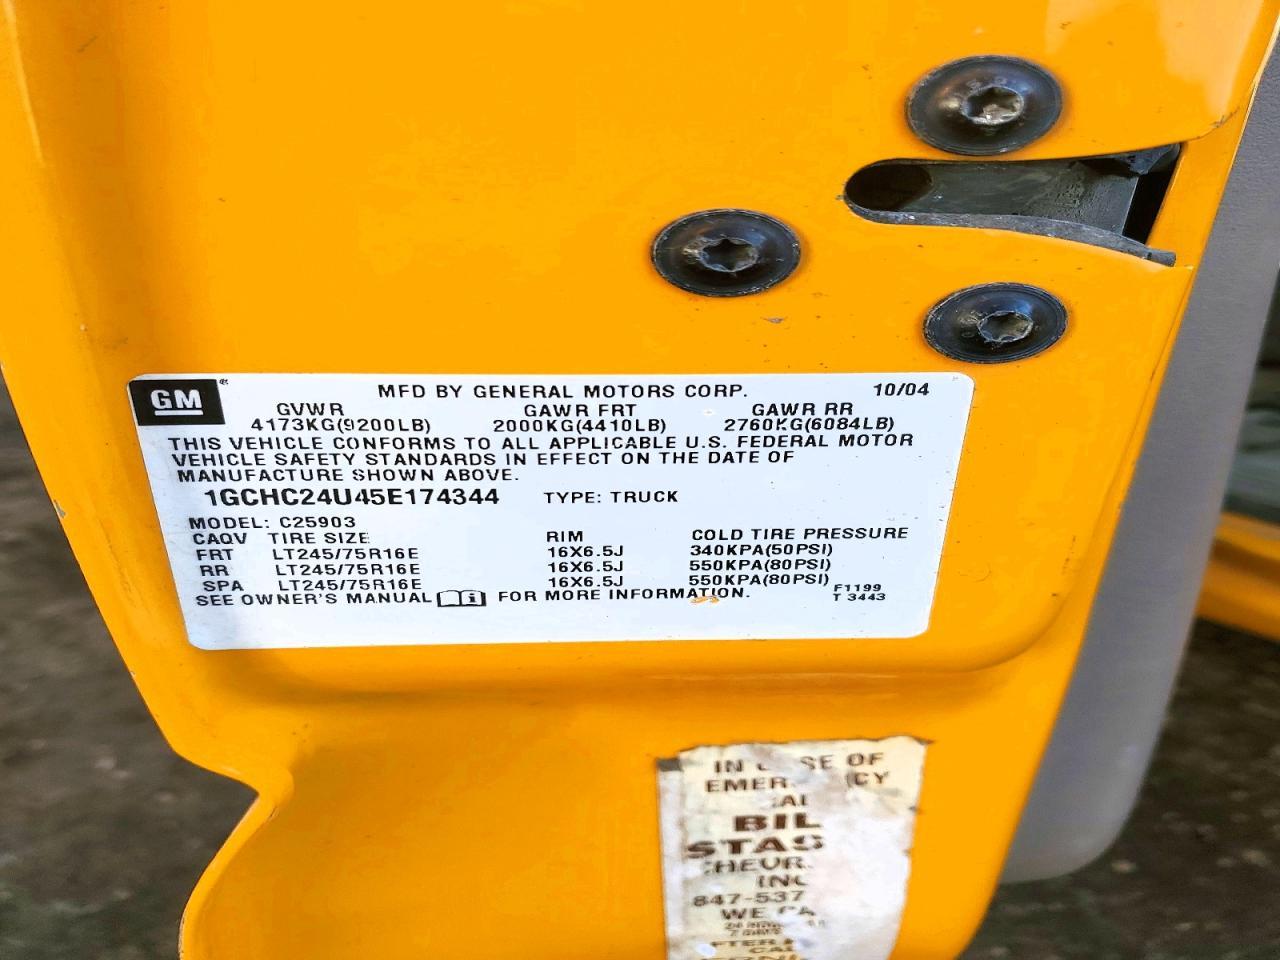 GM
MFD BY GENERAL MOTORS CORP. 10/04
GVWR GAWR FRT GAWR RR
4173KG(9200LB) 2000KG(4410LB) 2760KG(6084LB)
THIS VEHICLE CONFORMS TO ALL APPLICABLE U.S. FEDERAL MOTOR
VEHICLE SAFETY STANDARDS IN EFFECT ON THE DATE OF
MANUFACTURE SHOWN ABOVE.
1GCHC24U45E174344 TYPE: TRUCK
MODEL: C25903
CAQV TIRE SIZE RIM COLD TIRE PRESSURE
FRT LT245/75R16E 16X6.5J 340KPA(50PSI)
RR LT245/75R16E 16X6.5J 550KPA(80PSI)
SPA LT245/75R16E 16X6.5J 550KPA(80PSI)
SEE OWNER'S MANUAL FOR MORE INFORMATION. F1199
T 3443
IN OF
BIL
STAS
847-537
WE